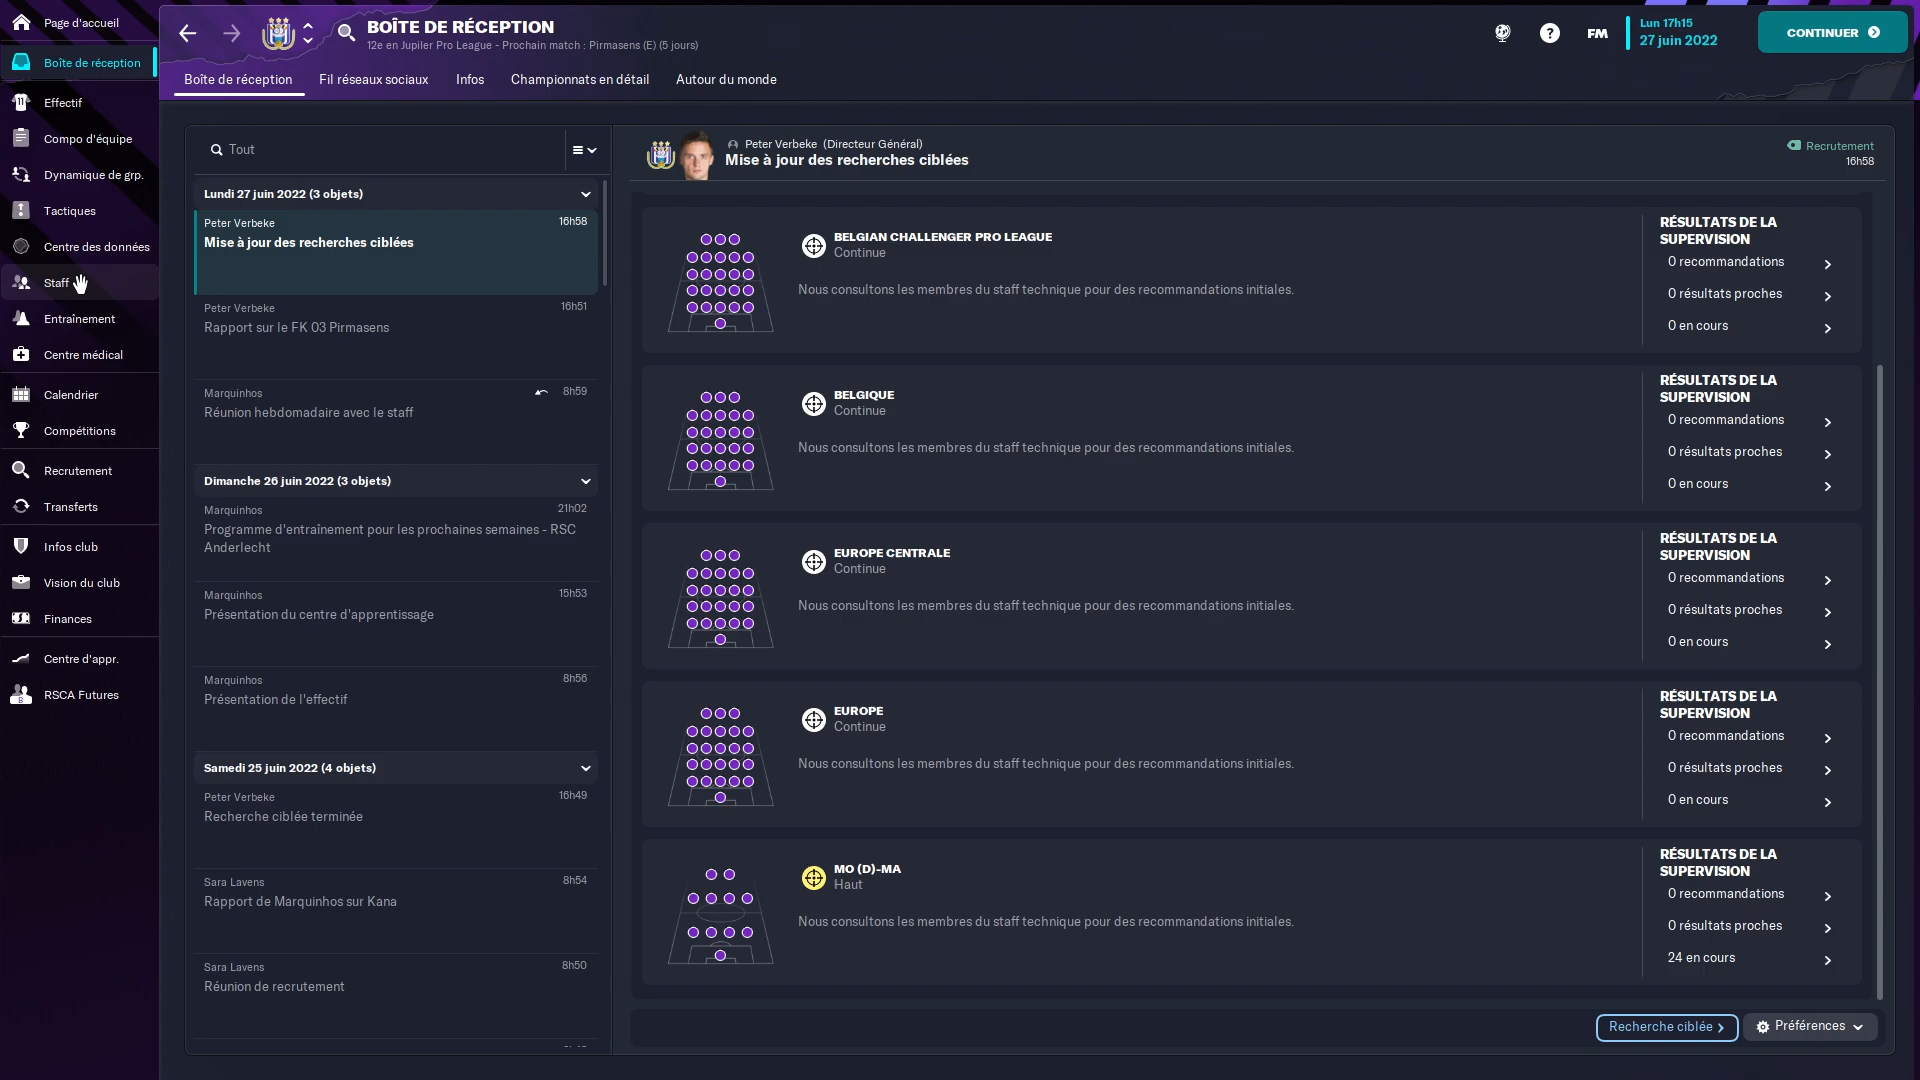 Page d'accueil
Boîte de réception
Effectif
Compo d'équipe
Dynamique de grp.
Tactiques
Centre des données
Staff
Entraînement
Centre médical
Calendrier
Compétitions
Recrutement
Transferts
Infos club
Vision du club
Finances
Centre d'appr.
RSCA Futures
BOÎTE DE RÉCEPTION
12e en Jupiler Pro League - Prochain match : Pirmasens (E) (5 jours)
FM
Lun 17h15
27 juin 2022
CONTINUER
Boîte de réception
Fil réseaux sociaux
Infos
Championnats en détail
Autour du monde
Tout
Lundi 27 juin 2022 (3 objets)
Peter Verbeke
16h58
Mise à jour des recherches ciblées
Peter Verbeke
16h51
Rapport sur le FK 03 Pirmasens
Marquinhos
8h59
Réunion hebdomadaire avec le staff
Dimanche 26 juin 2022 (3 objets)
Marquinhos
21h02
Programme d'entraînement pour les prochaines semaines - RSC
Anderlecht
Marquinhos
15h53
Présentation du centre d'apprentissage
Marquinhos
8h56
Présentation de l'effectif
Samedi 25 juin 2022 (4 objets)
Peter Verbeke
16h49
Recherche ciblée terminée
Sara Lavens
8h54
Rapport de Marquinhos sur Kana
Sara Lavens
8h50
Réunion de recrutement
Peter Verbeke (Directeur Général)
Mise à jour des recherches ciblées
Recrutement
16h58
BELGIAN CHALLENGER PRO LEAGUE
Continue
Nous consultons les membres du staff technique pour des recommandations initiales.
RÉSULTATS DE LA
SUPERVISION
0 recommandations
0 résultats proches
0 en cours
BELGIQUE
Continue
Nous consultons les membres du staff technique pour des recommandations initiales.
RÉSULTATS DE LA
SUPERVISION
0 recommandations
0 résultats proches
0 en cours
EUROPE CENTRALE
Continue
Nous consultons les membres du staff technique pour des recommandations initiales.
RÉSULTATS DE LA
SUPERVISION
0 recommandations
0 résultats proches
0 en cours
EUROPE
Continue
Nous consultons les membres du staff technique pour des recommandations initiales.
RÉSULTATS DE LA
SUPERVISION
0 recommandations
0 résultats proches
0 en cours
MO (D)-MA
Haut
Nous consultons les membres du staff technique pour des recommandations initiales.
RÉSULTATS DE LA
SUPERVISION
0 recommandations
0 résultats proches
24 en cours
Recherche ciblée
Préférences